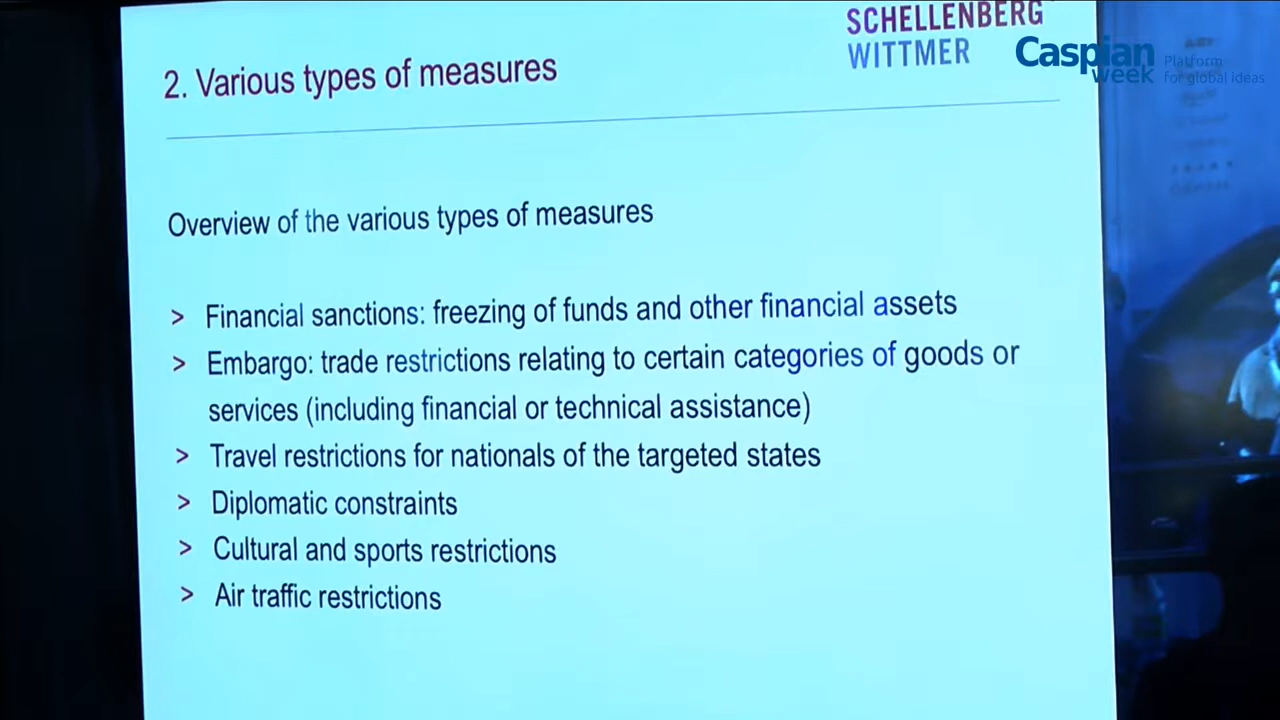 SCHELLENBERG
WITTMER
Caspian
week
Platform
for global ideas
2. Various types of measures
Overview of the various types of measures
> Financial sanctions: freezing of funds and other financial assets
> Embargo: trade restrictions relating to certain categories of goods or
services (including financial or technical assistance)
> Travel restrictions for nationals of the targeted states
> Diplomatic constraints
> Cultural and sports restrictions
> Air traffic restrictions